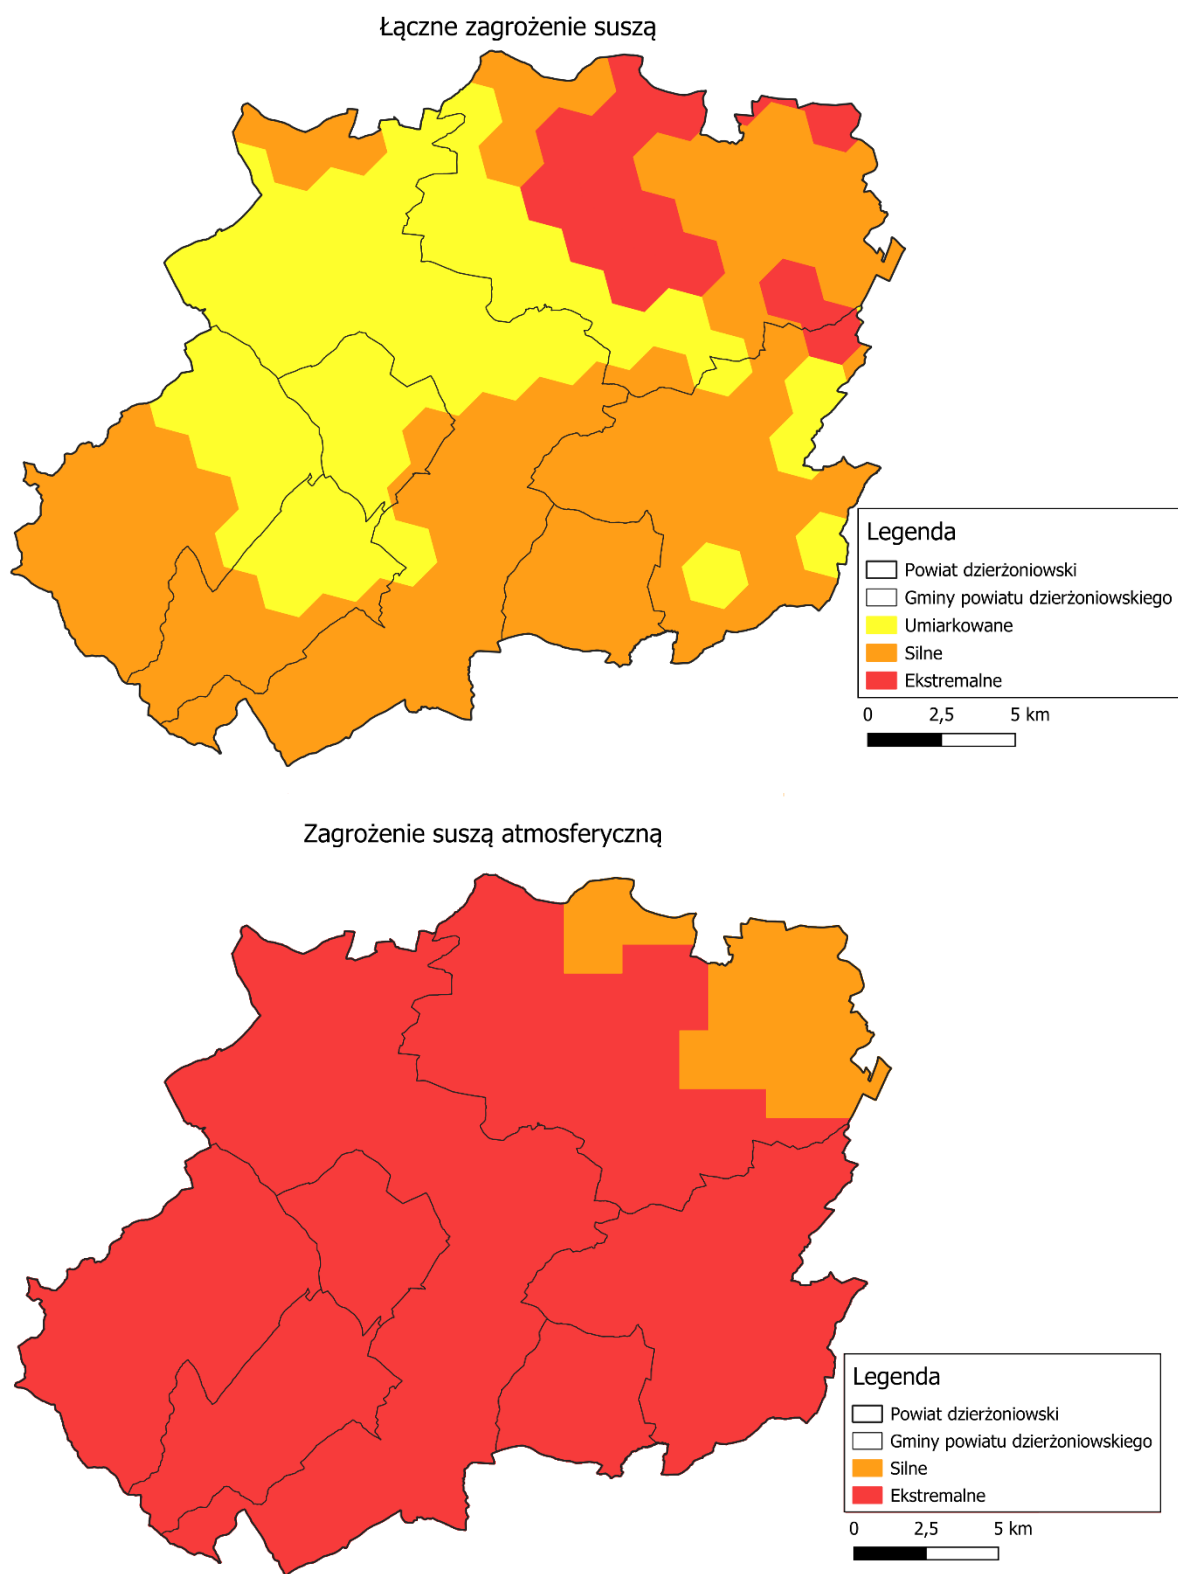 Łączne zagrożenie suszą
Legenda
Powiat dzierżoniowski
Gminy powiatu dzierżoniowskiego
Umiarkowane
Silne
Ekstremalne
0 2,5 5 km
Zagrożenie suszą atmosferyczną
Legenda
Powiat dzierżoniowski
Gminy powiatu dzierżoniowskiego
Silne
Ekstremalne
0 2,5 5 km